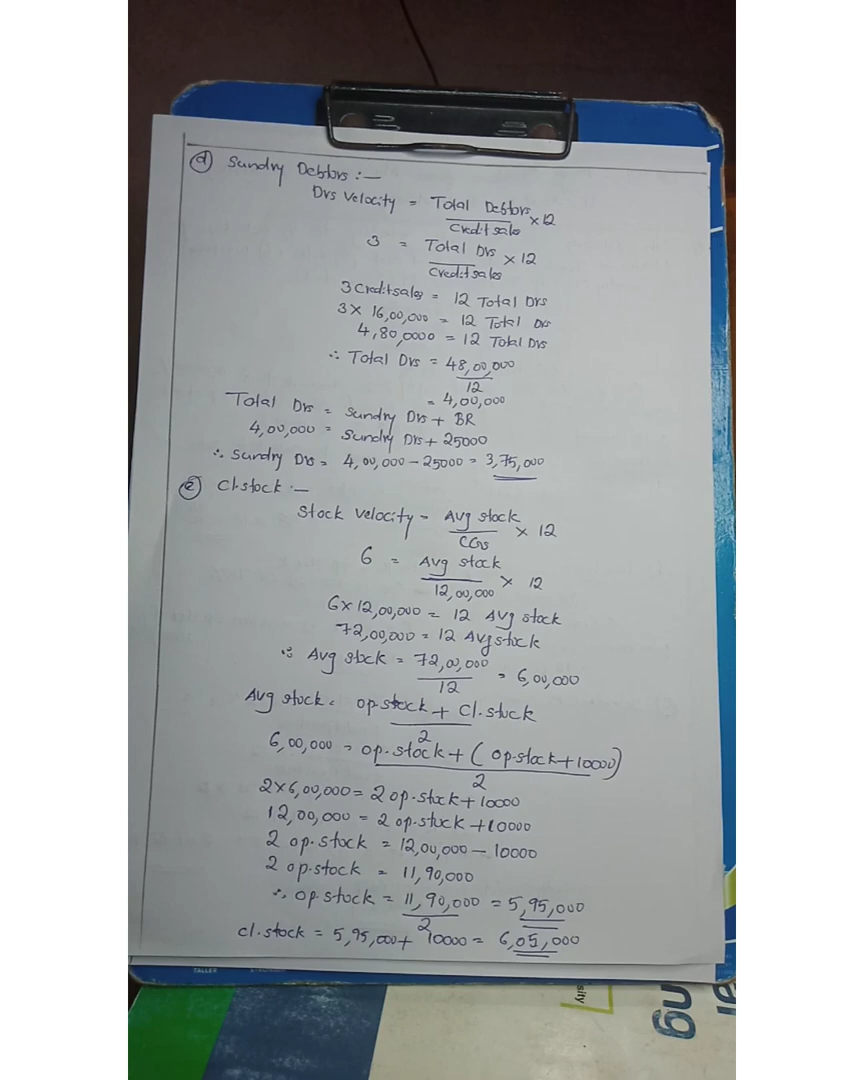 (d) Sundry Debtors :—
Drs Velocity = Total Debtors / Credit sales × 12
3 = Total Drs / Credit sales × 12
3 Credit sales = 12 Total Drs
3 × 16,00,000 = 12 Total Drs
4,80,0000 = 12 Total Drs
∴ Total Drs = 48,00,000 / 12
= 4,00,000
Total Drs = Sundry Drs + BR
4,00,000 = Sundry Drs + 25000
∴ Sundry Drs = 4,00,000 – 25000 = 3,75,000
(e) Cl.stock :—
Stock Velocity = Avg stock / CGS × 12
6 = Avg stock / 12,00,000 × 12
6 × 12,00,000 = 12 Avg stock
72,00,000 = 12 Avg stock
∴ Avg stock = 72,00,000 / 12 = 6,00,000
Avg stock = op.stock + Cl.stock / 2
6,00,000 = op.stock + (op.stock + 10000) / 2
2×6,00,000 = 2 op.stock + 10000
12,00,000 = 2 op.stock + 10000
2 op.stock = 12,00,000 – 10000
2 op.stock = 11,90,000
∴ op stock = 11,90,000 / 2 = 5,95,000
cl.stock = 5,95,000 + 10000 = 6,05,000
TALLER
sity
ng